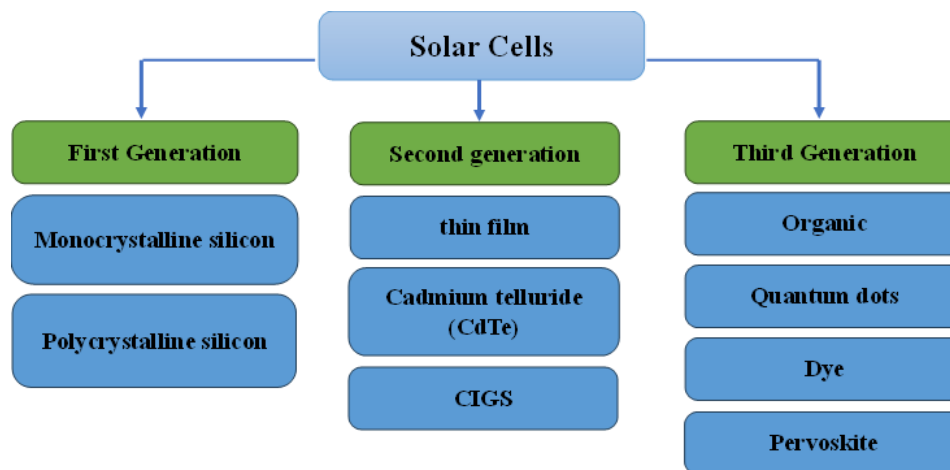 Solar Cells
First Generation
Monocrystalline silicon
Polycrystalline silicon
Second generation
thin film
Cadmium telluride
(CdTe)
CIGS
Third Generation
Organic
Quantum dots
Dye
Pervoskite